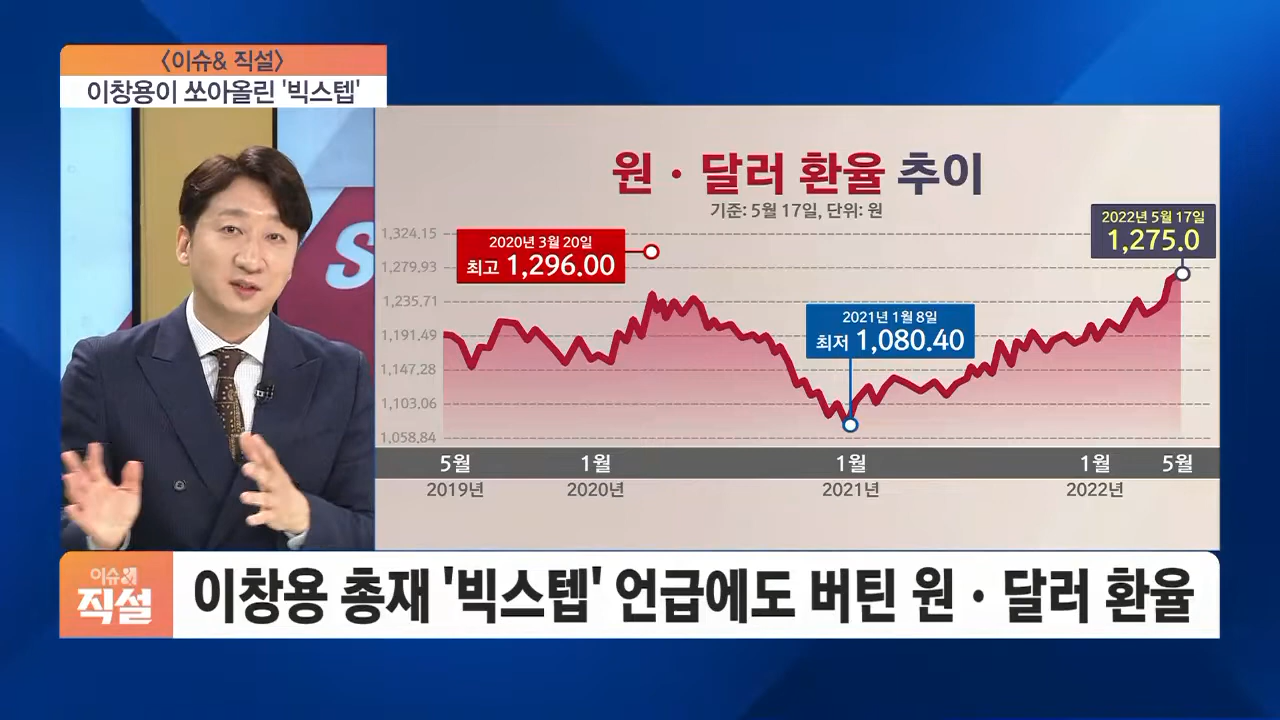 〈이슈& 직설〉
이창용이 쏘아올린 '빅스텝'
S
원 · 달러 환율 추이
기준: 5월 17일, 단위: 원
1,324.15
1,279.93
1,235.71
1,191.49
1,147.28
1,103.06
1,058.84
2020년 3월 20일
최고 1,296.00
2021년 1월 8일
최저 1,080.40
2022년 5월 17일
1,275.0
5월 1월 1월 1월 5월
2019년 2020년 2021년 2022년
이슈&
직설
이창용 총재 '빅스텝' 언급에도 버틴 원 · 달러 환율